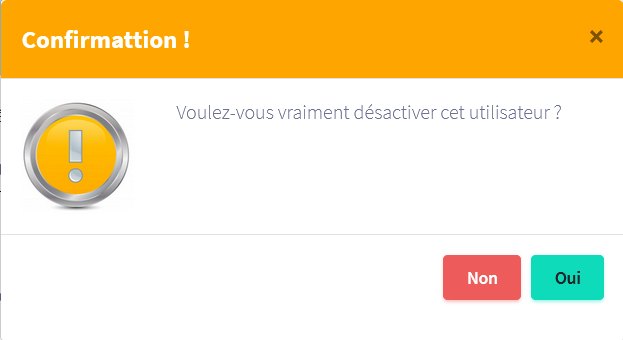 Confirmattion !
×
Voulez-vous vraiment désactiver cet utilisateur ?
Non
Oui